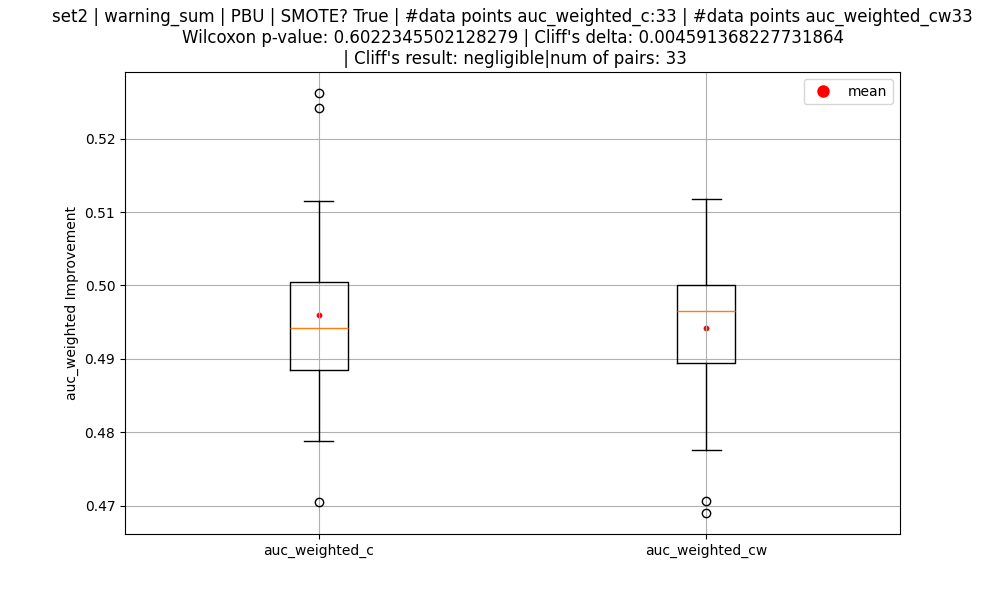 set2 | warning_sum | PBU | SMOTE? True | #data points auc_weighted_c:33 | #data points auc_weighted_cw33
Wilcoxon p-value: 0.6022345502128279 | Cliff's delta: 0.004591368227731864
| Cliff's result: negligible|num of pairs: 33
mean
0.52
0.51
0.50
0.49
0.48
0.47
auc_weighted Improvement
auc_weighted_c
auc_weighted_cw